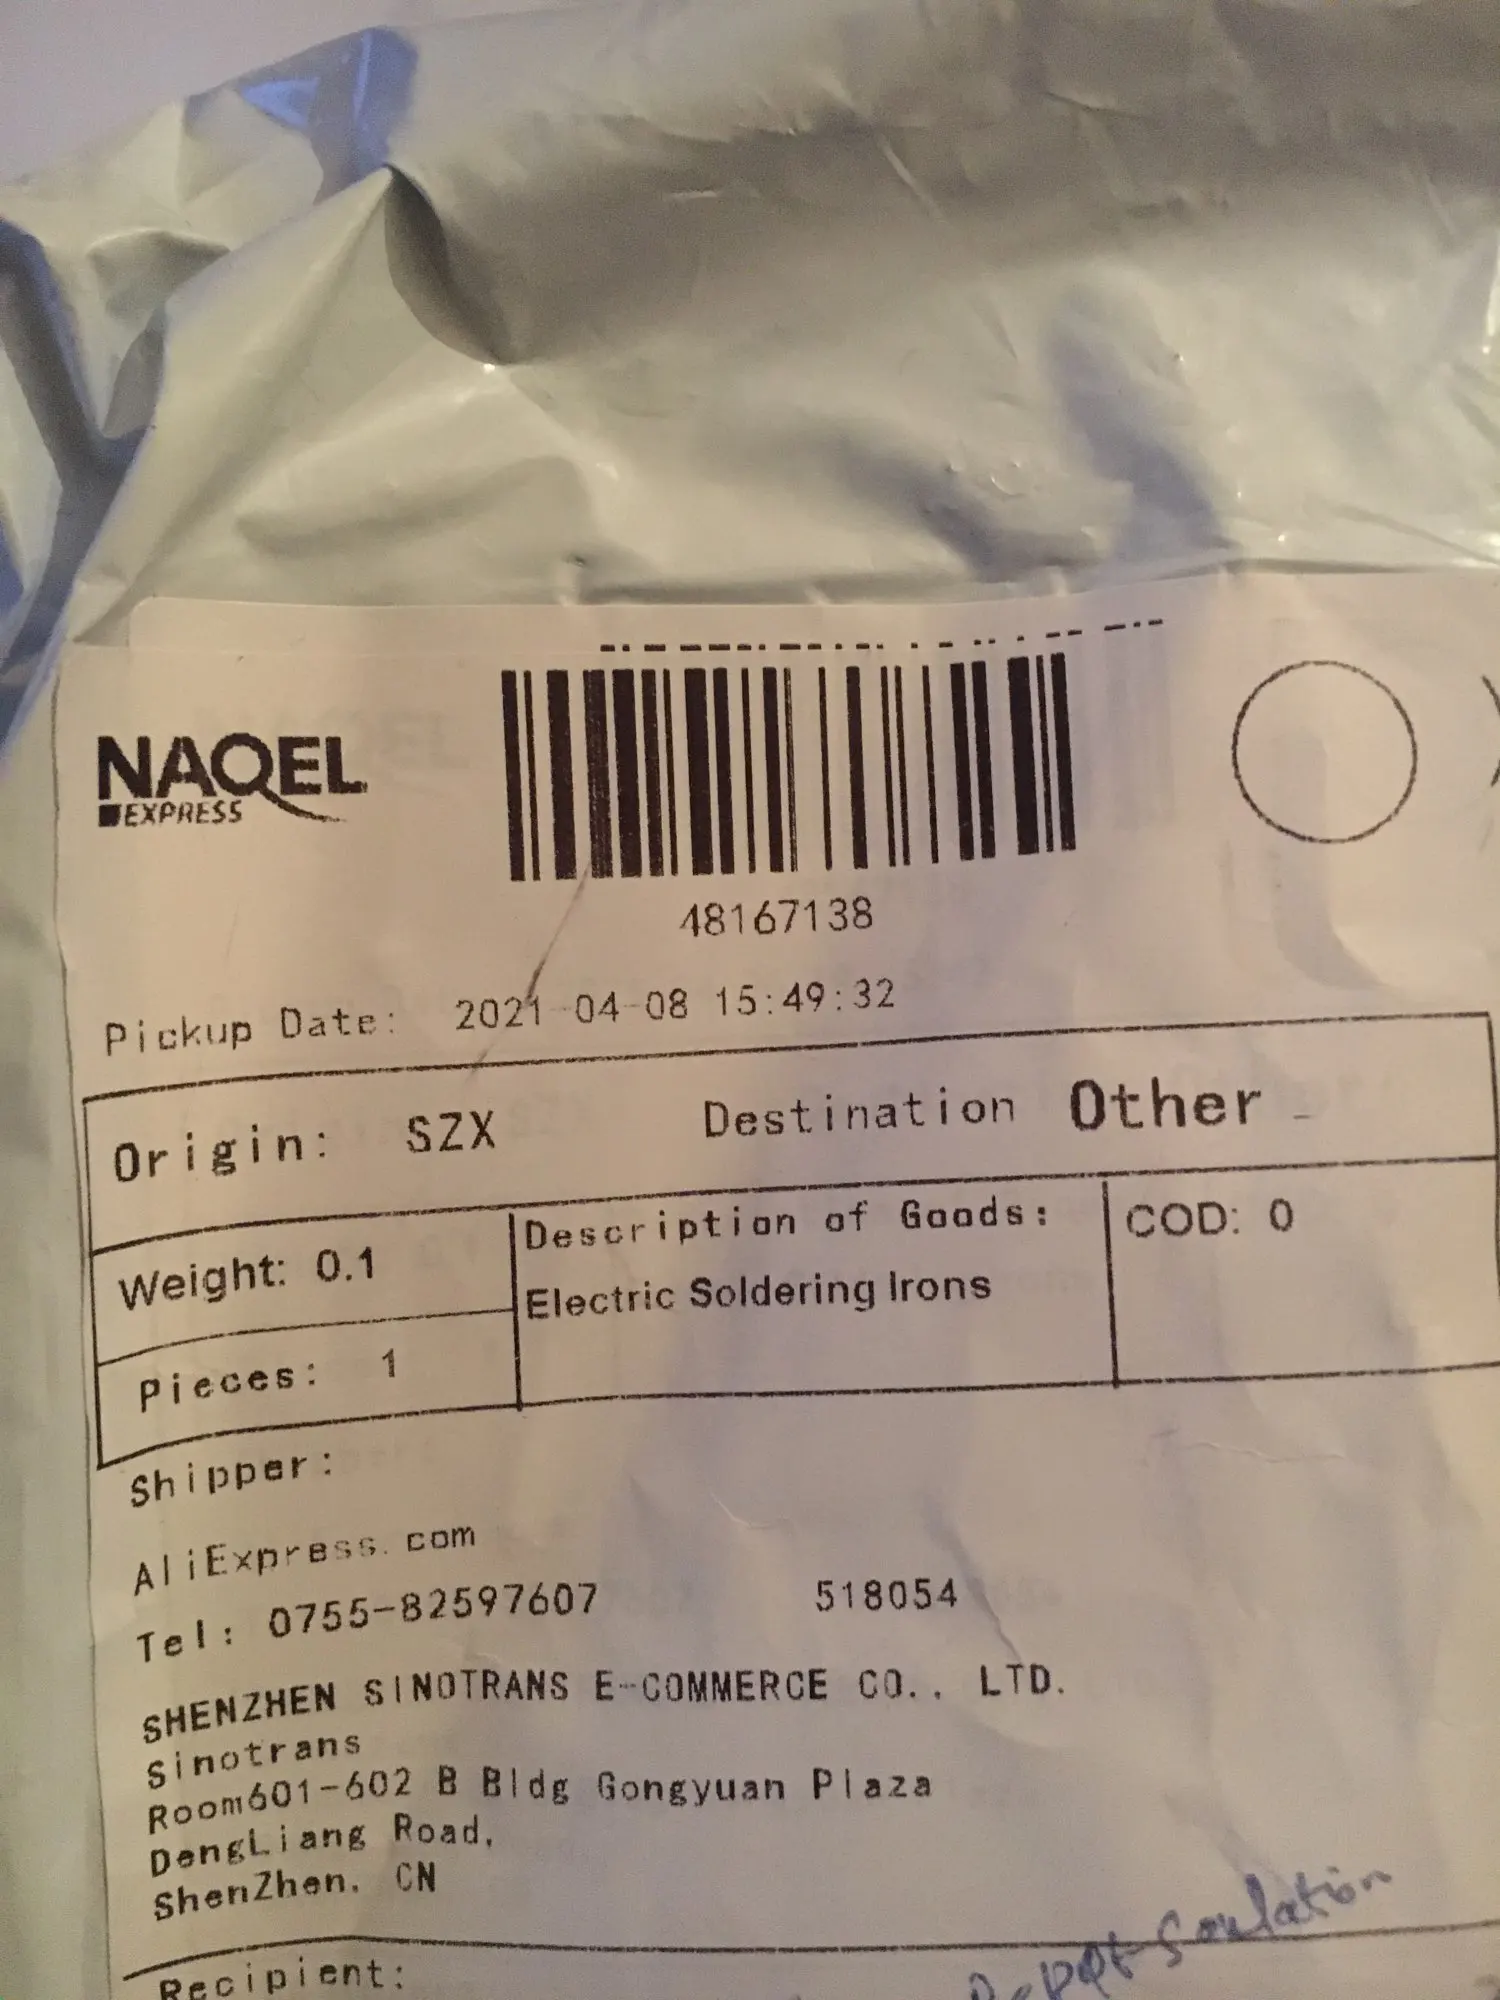 NAQEL
EXPRESS
48167138
Pickup Date: 2021-04-08 15:49:32
Origin: SZX Destination Other
Weight: 0.1
Description of Goods:
COD: 0
Electric Soldering Irons
Pieces: 1
Shipper:
AliExpress.com
Tel: 0755-82597607 518054
SHENZHEN SINOTRANS E-COMMERCE CO., LTD.
Sinotrans
Room601-602 B Bldg Gongyuan Plaza
DengLiang Road,
ShenZhen, CN
Recipient: